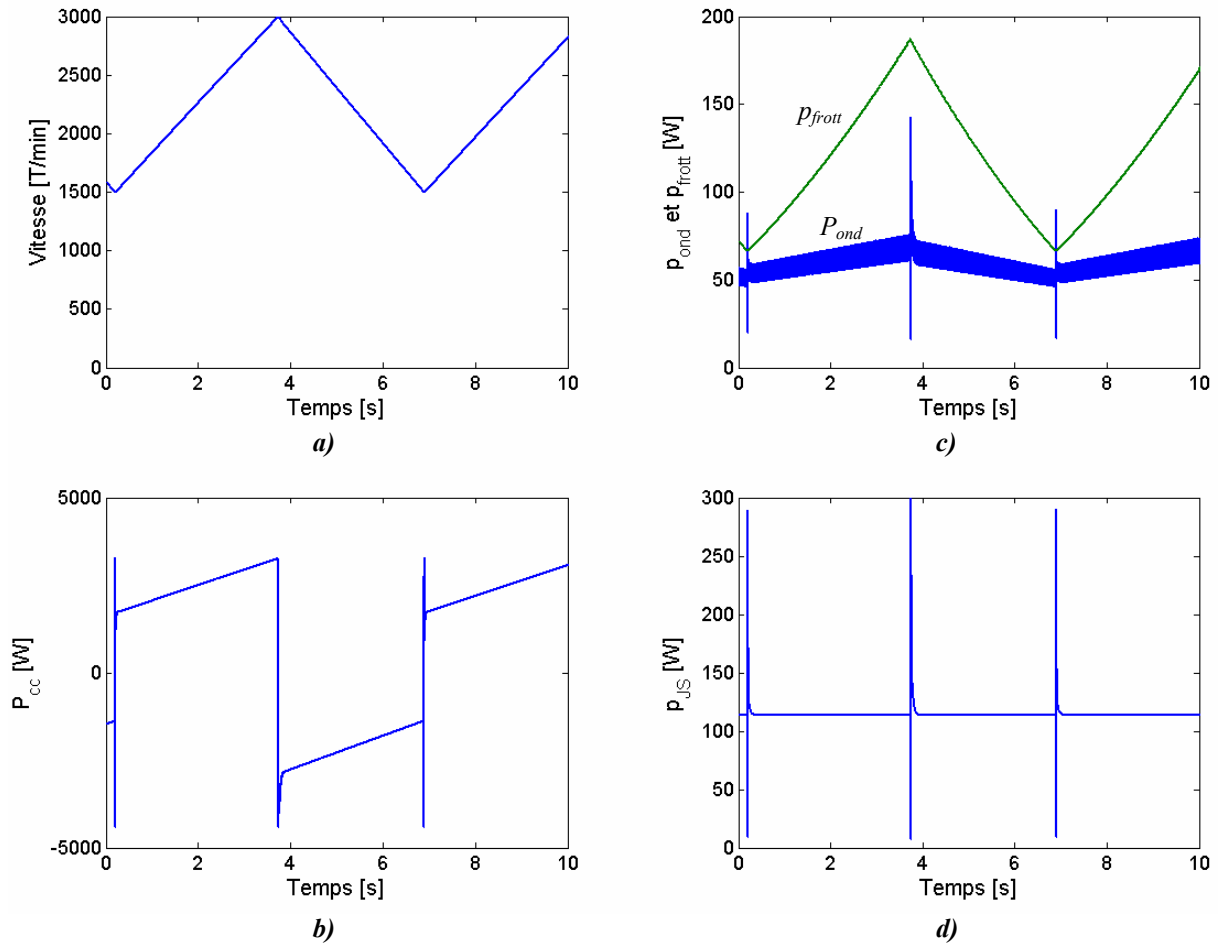 3000
2500
2000
1500
1000
500
0
Vitesse [T/min]
0 2 4 6 8 10
Temps [s]
a)
200
150
100
50
0
p_ond et p_frott [W]
p_frott
P_ond
0 2 4 6 8 10
Temps [s]
c)
5000
0
-5000
P_cc [W]
0 2 4 6 8 10
Temps [s]
b)
300
250
200
150
100
50
0
p_JS [W]
0 2 4 6 8 10
Temps [s]
d)